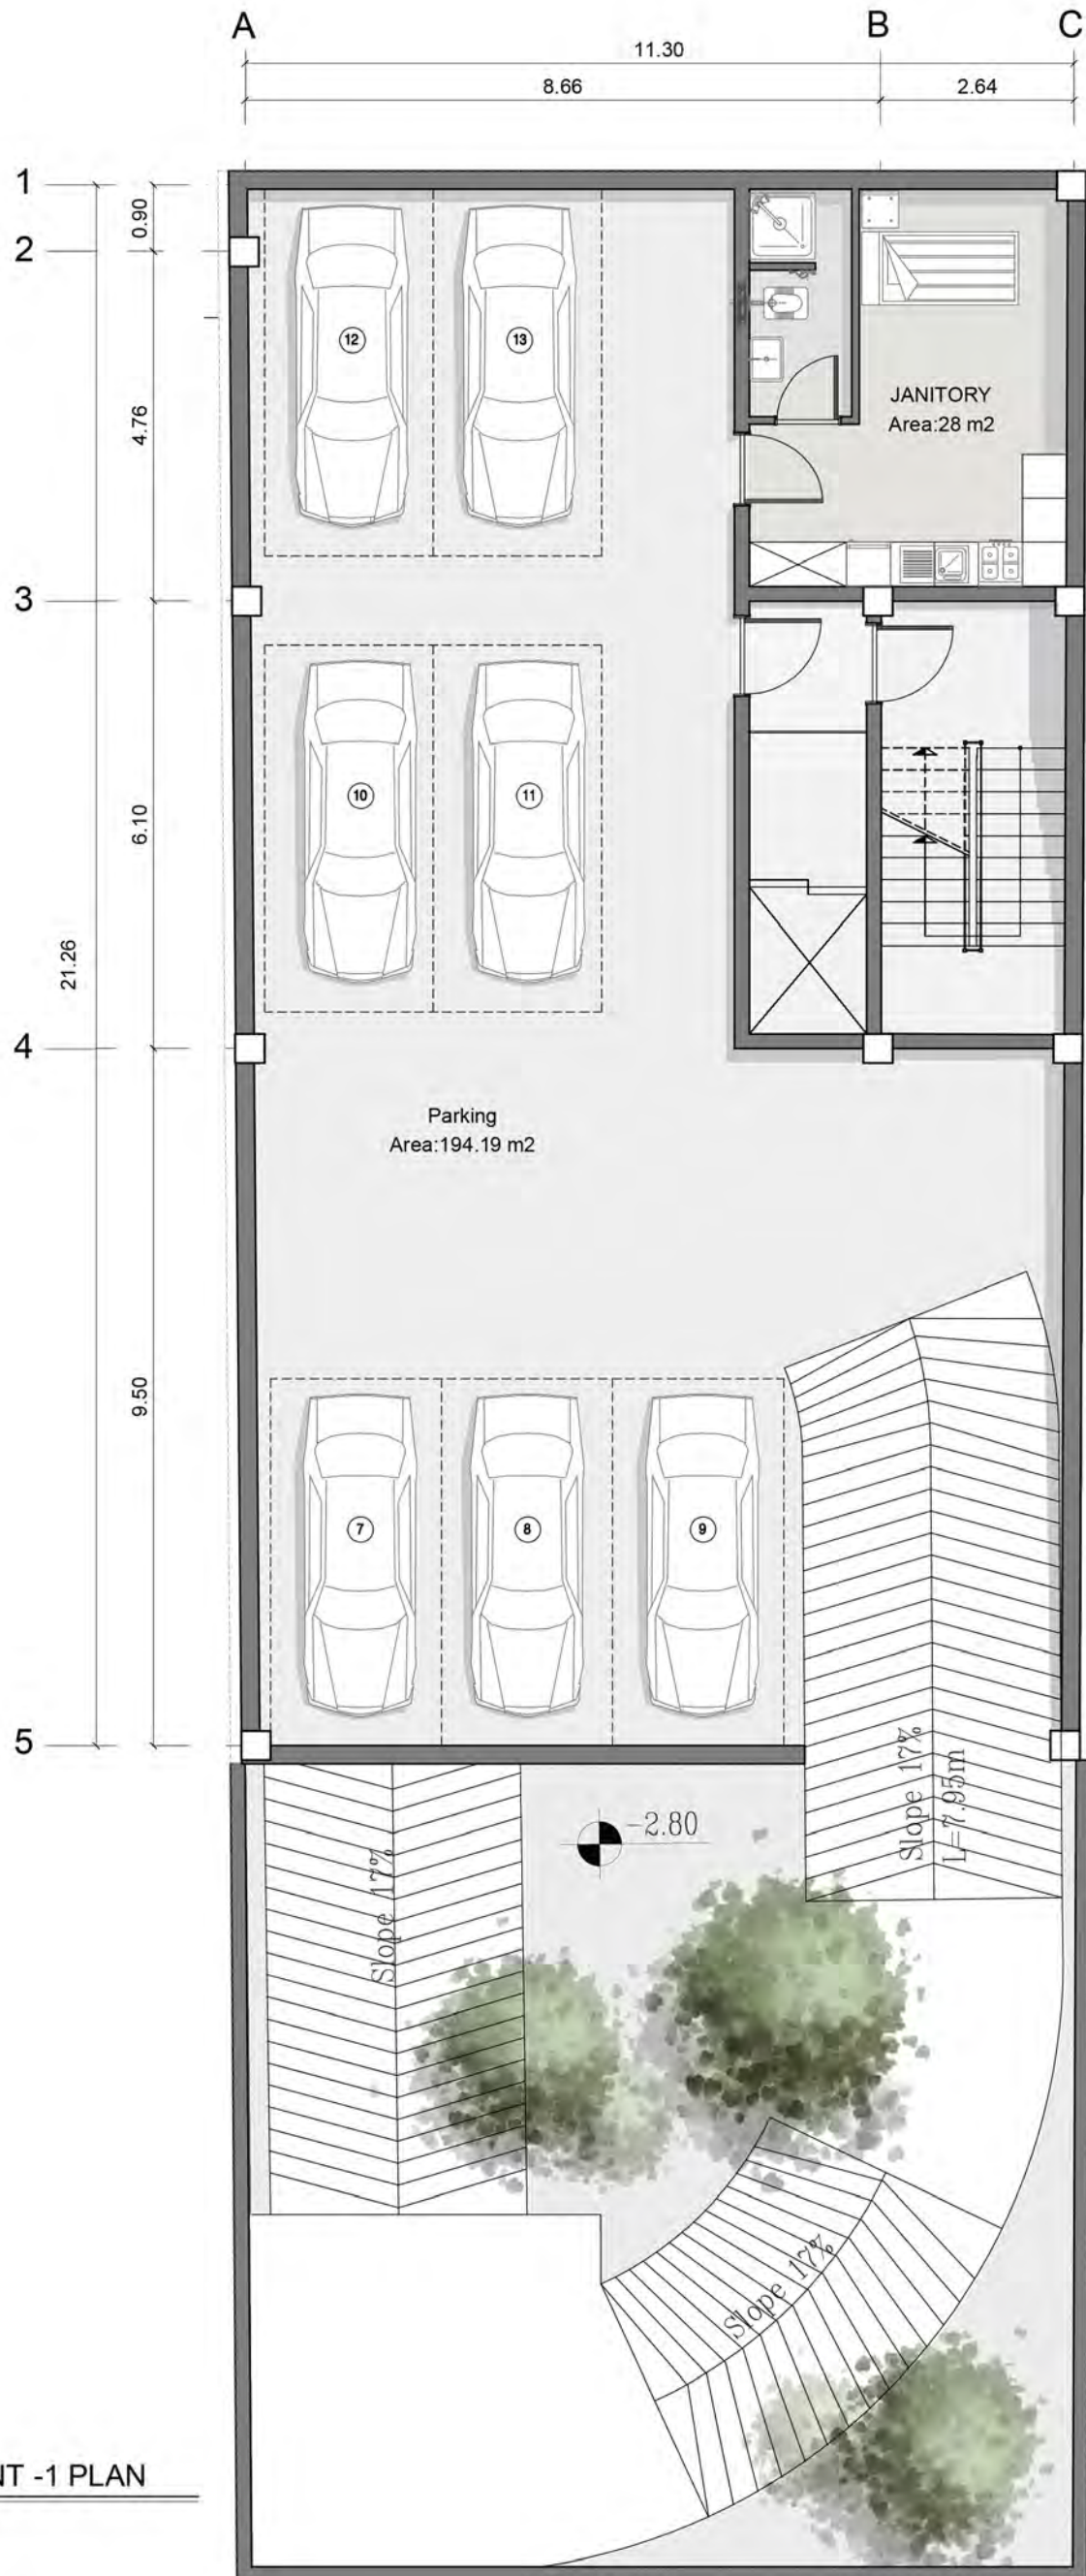 A B C
11.30
8.66 2.64
1
0.90
2
12 13
4.76
JANITORY
Area:28 m2
3
10 11
6.10
21.26
4
Parking
Area:194.19 m2
9.50
7 8 9
5
Slope 17%
L=7.95m
-2.80
Slope 17%
Slope 17%
NT -1 PLAN